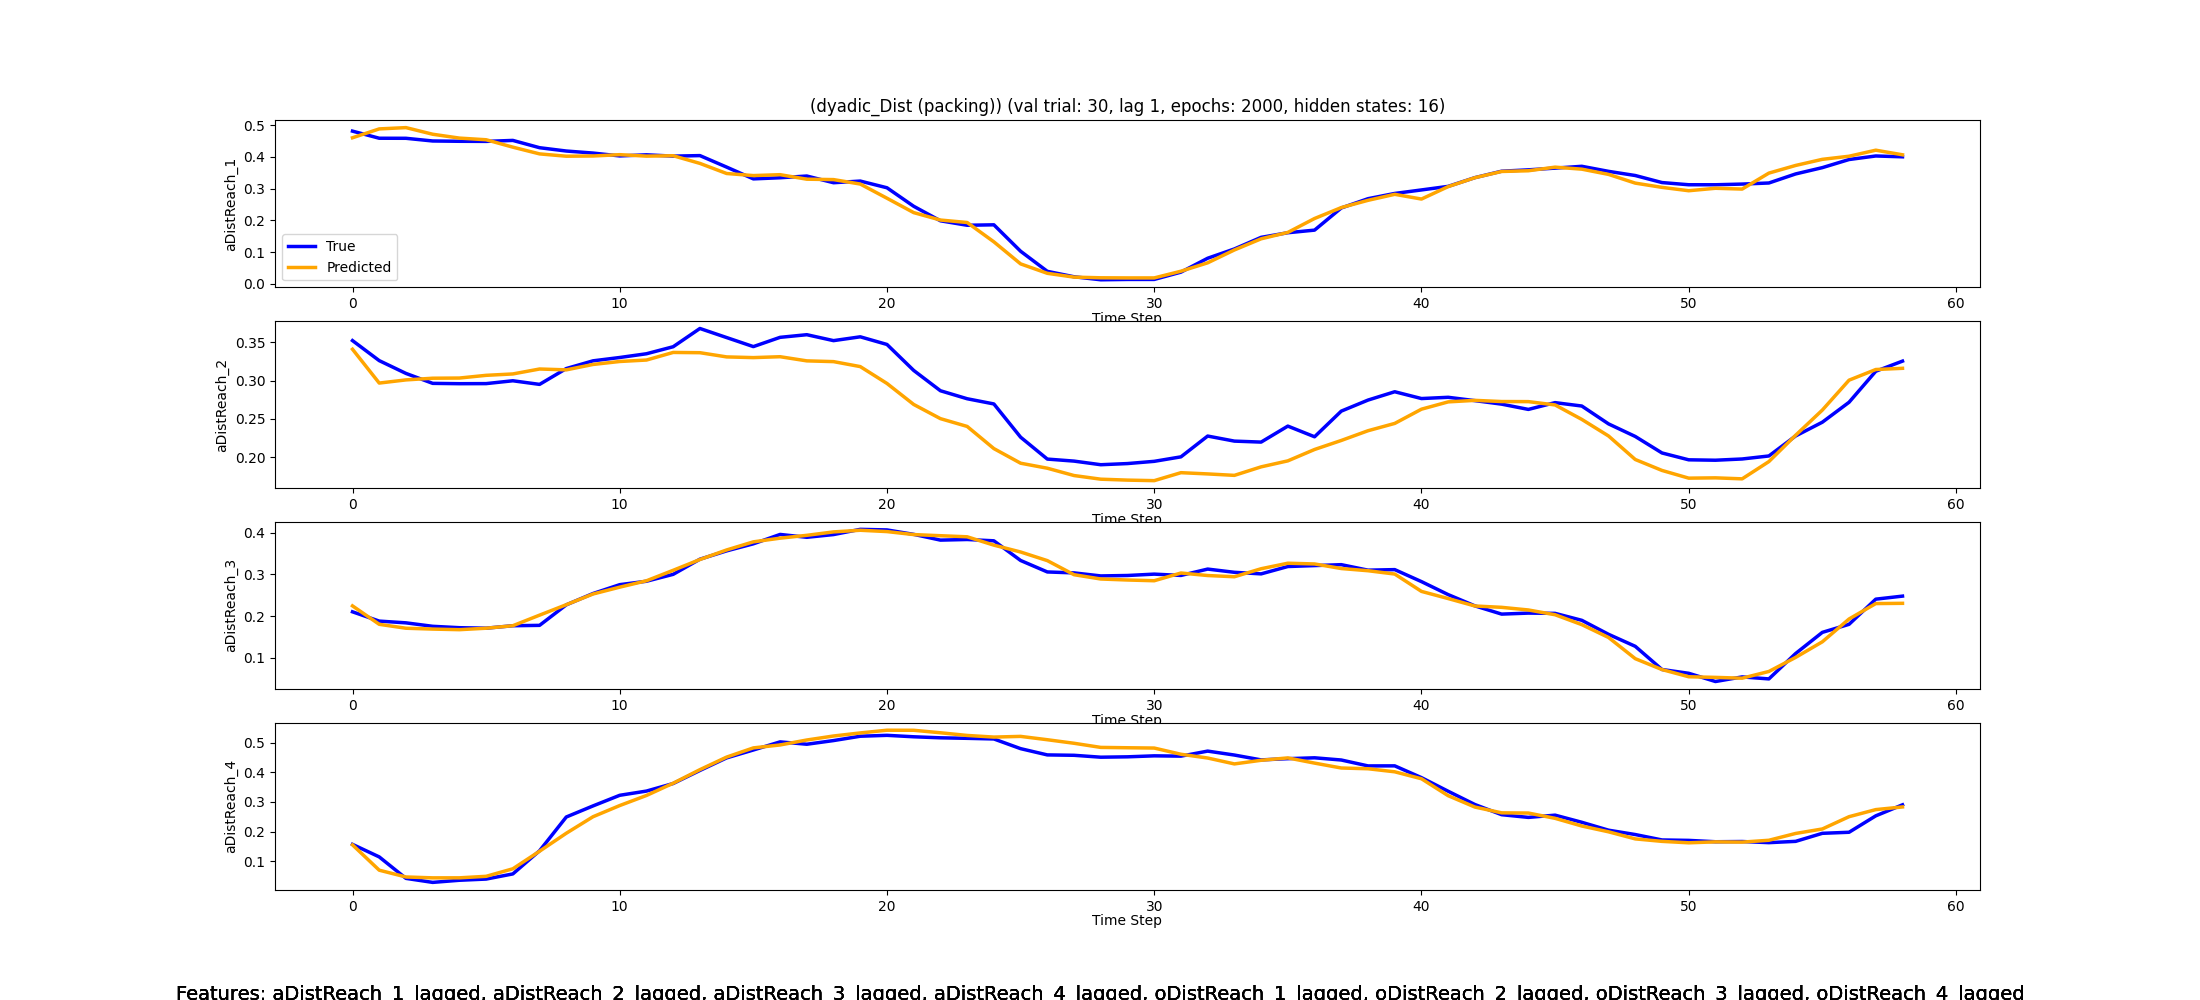 (dyadic_Dist (packing)) (val trial: 30, lag 1, epochs: 2000, hidden states: 16)
aDistReach_1
0.5
0.4
0.3
0.2
0.1
0.0
True
Predicted
0 10 20 30 40 50 60
Time Step
aDistReach_2
0.35
0.30
0.25
0.20
0 10 20 30 40 50 60
Time Step
aDistReach_3
0.4
0.3
0.2
0.1
0 10 20 30 40 50 60
Time Step
aDistReach_4
0.5
0.4
0.3
0.2
0.1
0 10 20 30 40 50 60
Time Step
Features: aDistReach_1_lagged, aDistReach_2_lagged, aDistReach_3_lagged, aDistReach_4_lagged, oDistReach_1_lagged, oDistReach_2_lagged, oDistReach_3_lagged, oDistReach_4_lagged